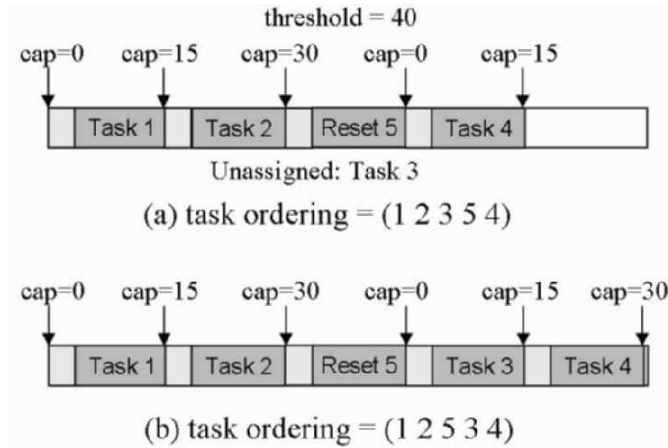 threshold = 40
cap=0 cap=15 cap=30 cap=0 cap=15
Task 1 Task 2 Reset 5 Task 4
Unassigned: Task 3
(a) task ordering = (1 2 3 5 4)
cap=0 cap=15 cap=30 cap=0 cap=15 cap=30
Task 1 Task 2 Reset 5 Task 3 Task 4
(b) task ordering = (1 2 5 3 4)